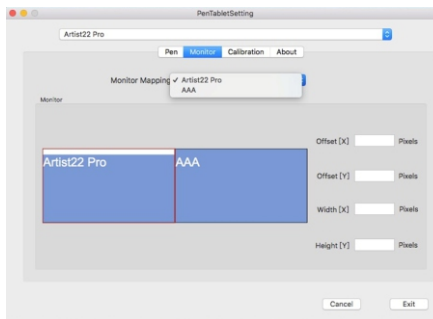 PenTabletSetting
Artist22 Pro
Pen Monitor Calibration About
Monitor Mapping ✓ Artist22 Pro
AAA
Monitor
Offset [X] Pixels
Artist22 Pro AAA
Offset [Y] Pixels
Width [X] Pixels
Height [Y] Pixels
Cancel Exit